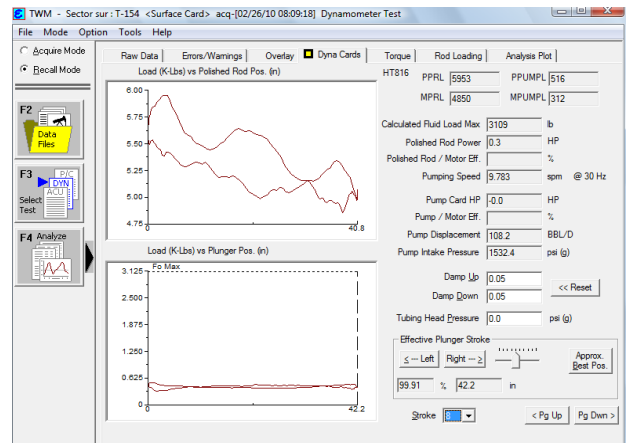 TWM - Sector sur : T-154 <Surface Card> acq-[02/26/10 08:09:18] Dynamometer Test
File Mode Option Tools Help
Acquire Mode
Recall Mode
F2
Data Files
F3
P/C
DYN
ACU
Select Test
F4 Analyze
Raw Data Errors/Warnings Overlay Dyna Cards Torque Rod Loading Analysis Plot
Load (K-Lbs) vs Polished Rod Pos. (in)
6.00
5.75
5.50
5.25
5.00
4.75
0 40.8
Load (K-Lbs) vs Plunger Pos. (in)
Fo Max
3.125
2.500
1.875
1.250
0.625
0
0 42.2
HT816 PPRL 5953 PPUMPL 516
MPRL 4850 MPUMPL 312
Calculated Fluid Load Max 3109 lb
Polished Rod Power 0.3 HP
Polished Rod / Motor Eff. %
Pumping Speed 9.783 spm @ 30 Hz
Pump Card HP -0.0 HP
Pump / Motor Eff. %
Pump Displacement 108.2 BBL/D
Pump Intake Pressure 1532.4 psi (g)
Damp Up 0.05
Damp Down 0.05
<< Reset
Tubing Head Pressure 0.0 psi (g)
Effective Plunger Stroke
< --- Left Right --- > Approx. Best Pos.
99.91 % 42.2 in
Stroke 8 < Pg Up Pg Dwn >